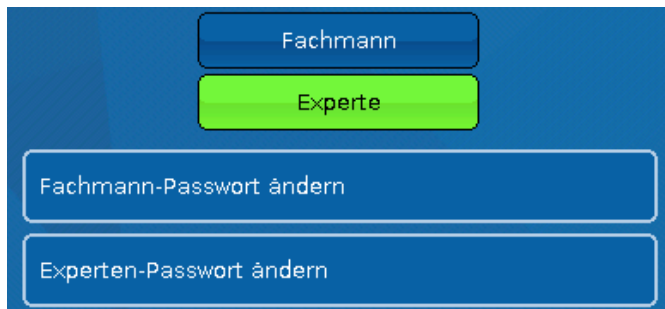 Fachmann
Experte
Fachmann-Passwort ändern
Experten-Passwort ändern